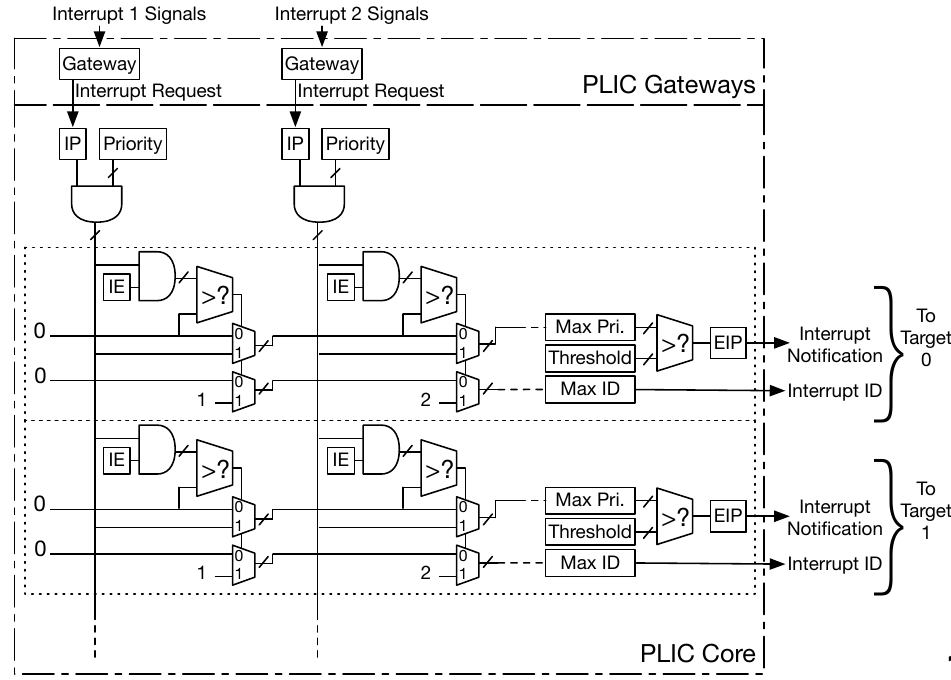 Interrupt 1 Signals
Interrupt 2 Signals
Gateway
Gateway
PLIC Gateways
Interrupt Request
Interrupt Request
IP
Priority
IP
Priority
IE
>?
IE
>?
0
0
1
0
1
Max Pri.
Threshold
>?
EIP
Interrupt
Notification
To
Target
0
0
1
0
1
2
0
1
Max ID
Interrupt ID
IE
>?
IE
>?
0
0
1
0
1
Max Pri.
Threshold
>?
EIP
Interrupt
Notification
To
Target
1
0
1
0
1
2
0
1
Max ID
Interrupt ID
PLIC Core